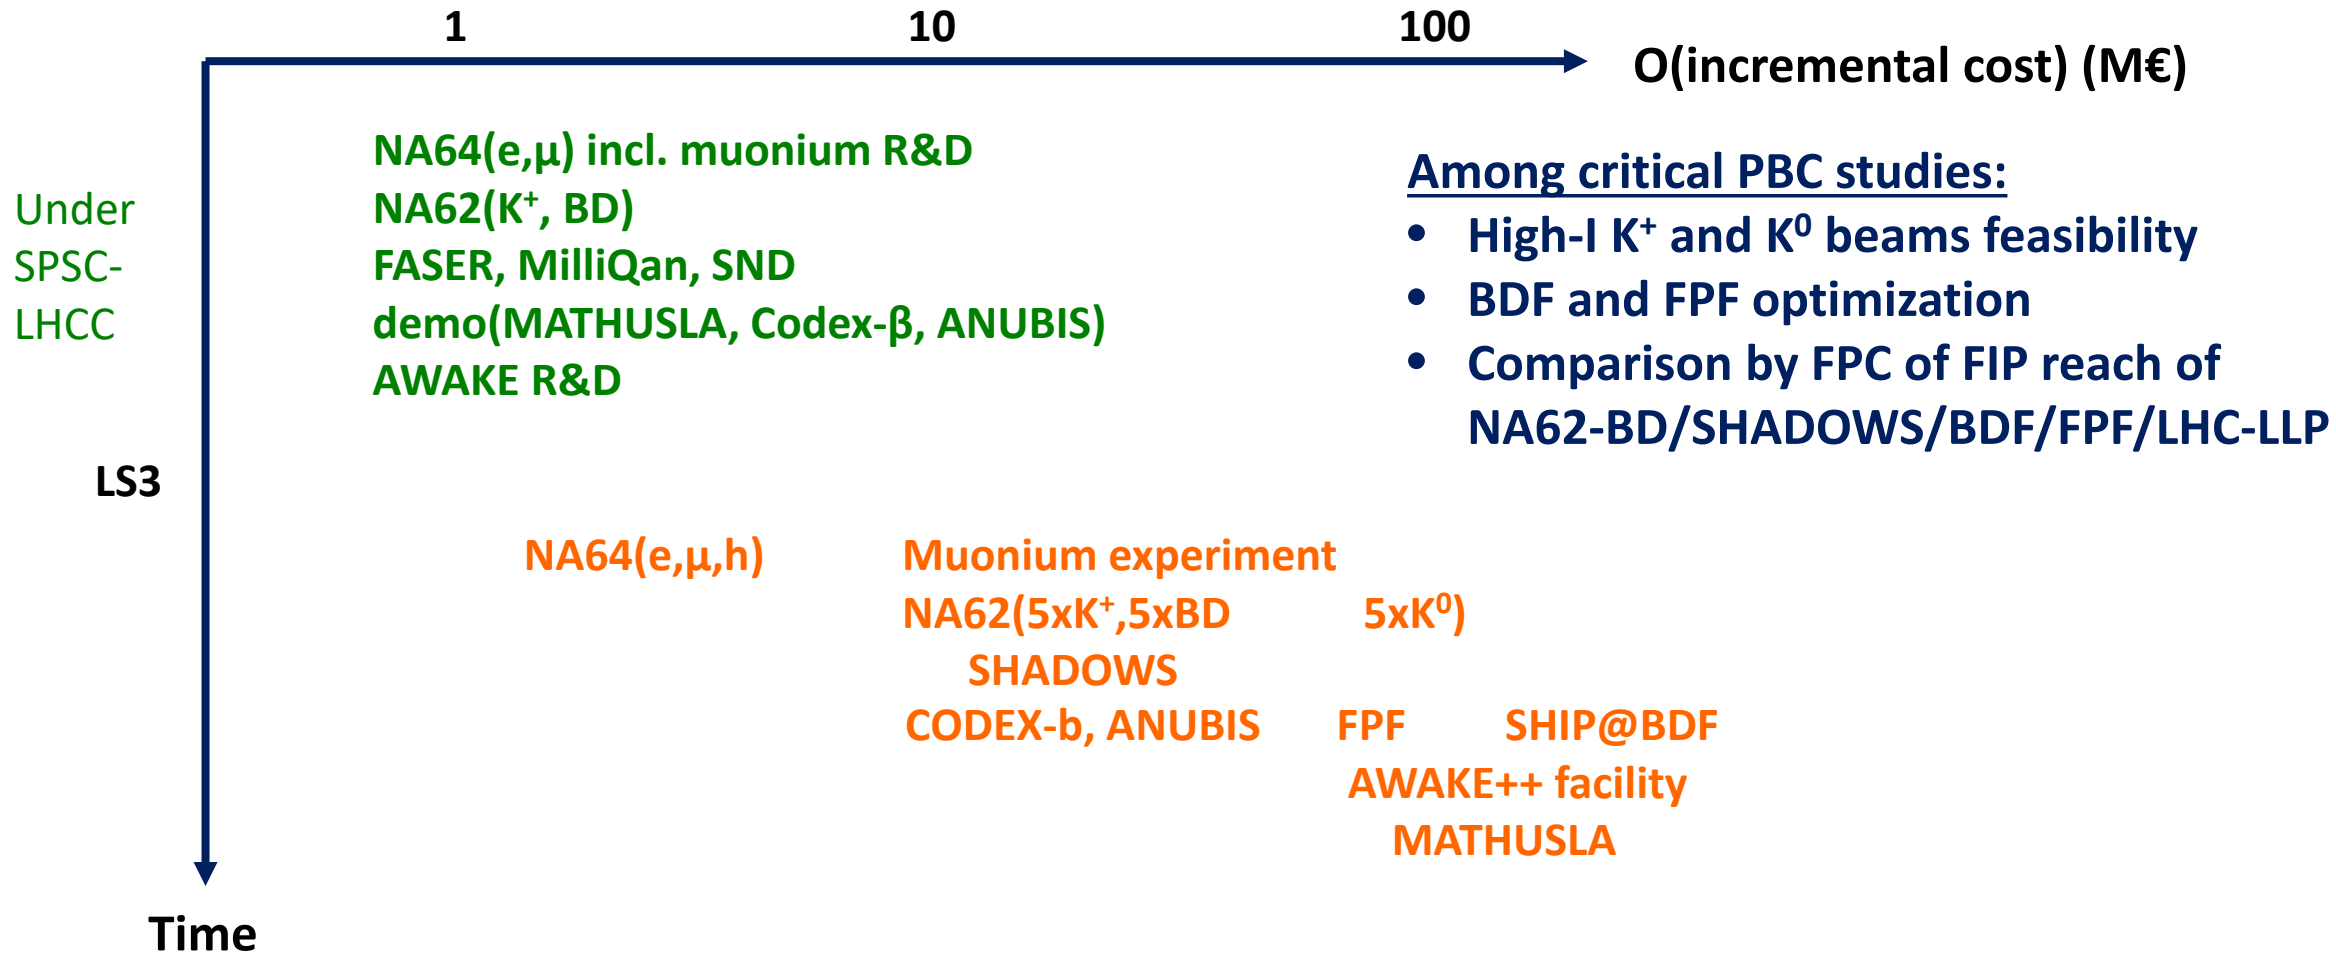 1 10 100
O(incremental cost) (M€)
NA64(e,μ) incl. muonium R&D
NA62(K⁺, BD)
FASER, MilliQan, SND
demo(MATHUSLA, Codex-β, ANUBIS)
AWAKE R&D
Under
SPSC-
LHCC
Among critical PBC studies:
• High-I K⁺ and K⁰ beams feasibility
• BDF and FPF optimization
• Comparison by FPC of FIP reach of
NA62-BD/SHADOWS/BDF/FPF/LHC-LLP
LS3
NA64(e,μ,h) Muonium experiment
NA62(5xK⁺,5xBD 5xK⁰)
SHADOWS
CODEX-b, ANUBIS FPF SHIP@BDF
AWAKE++ facility
MATHUSLA
Time